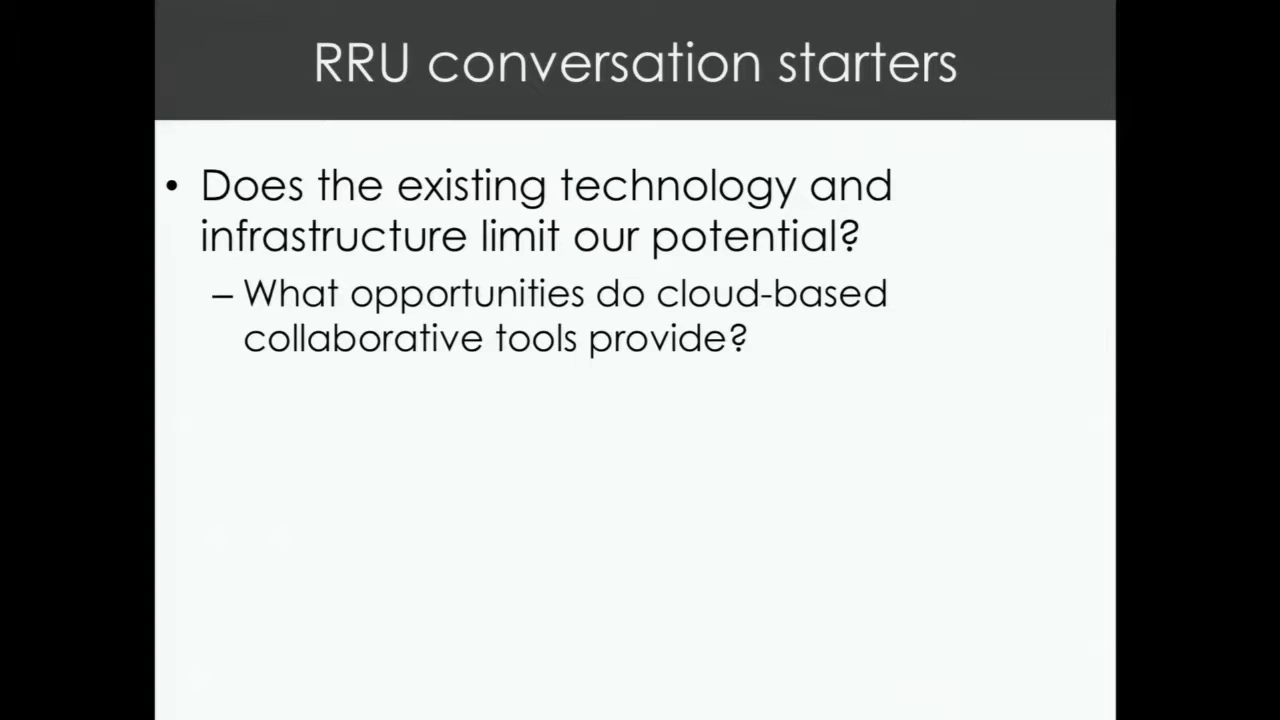 RRU conversation starters
• Does the existing technology and
infrastructure limit our potential?
– What opportunities do cloud-based
collaborative tools provide?